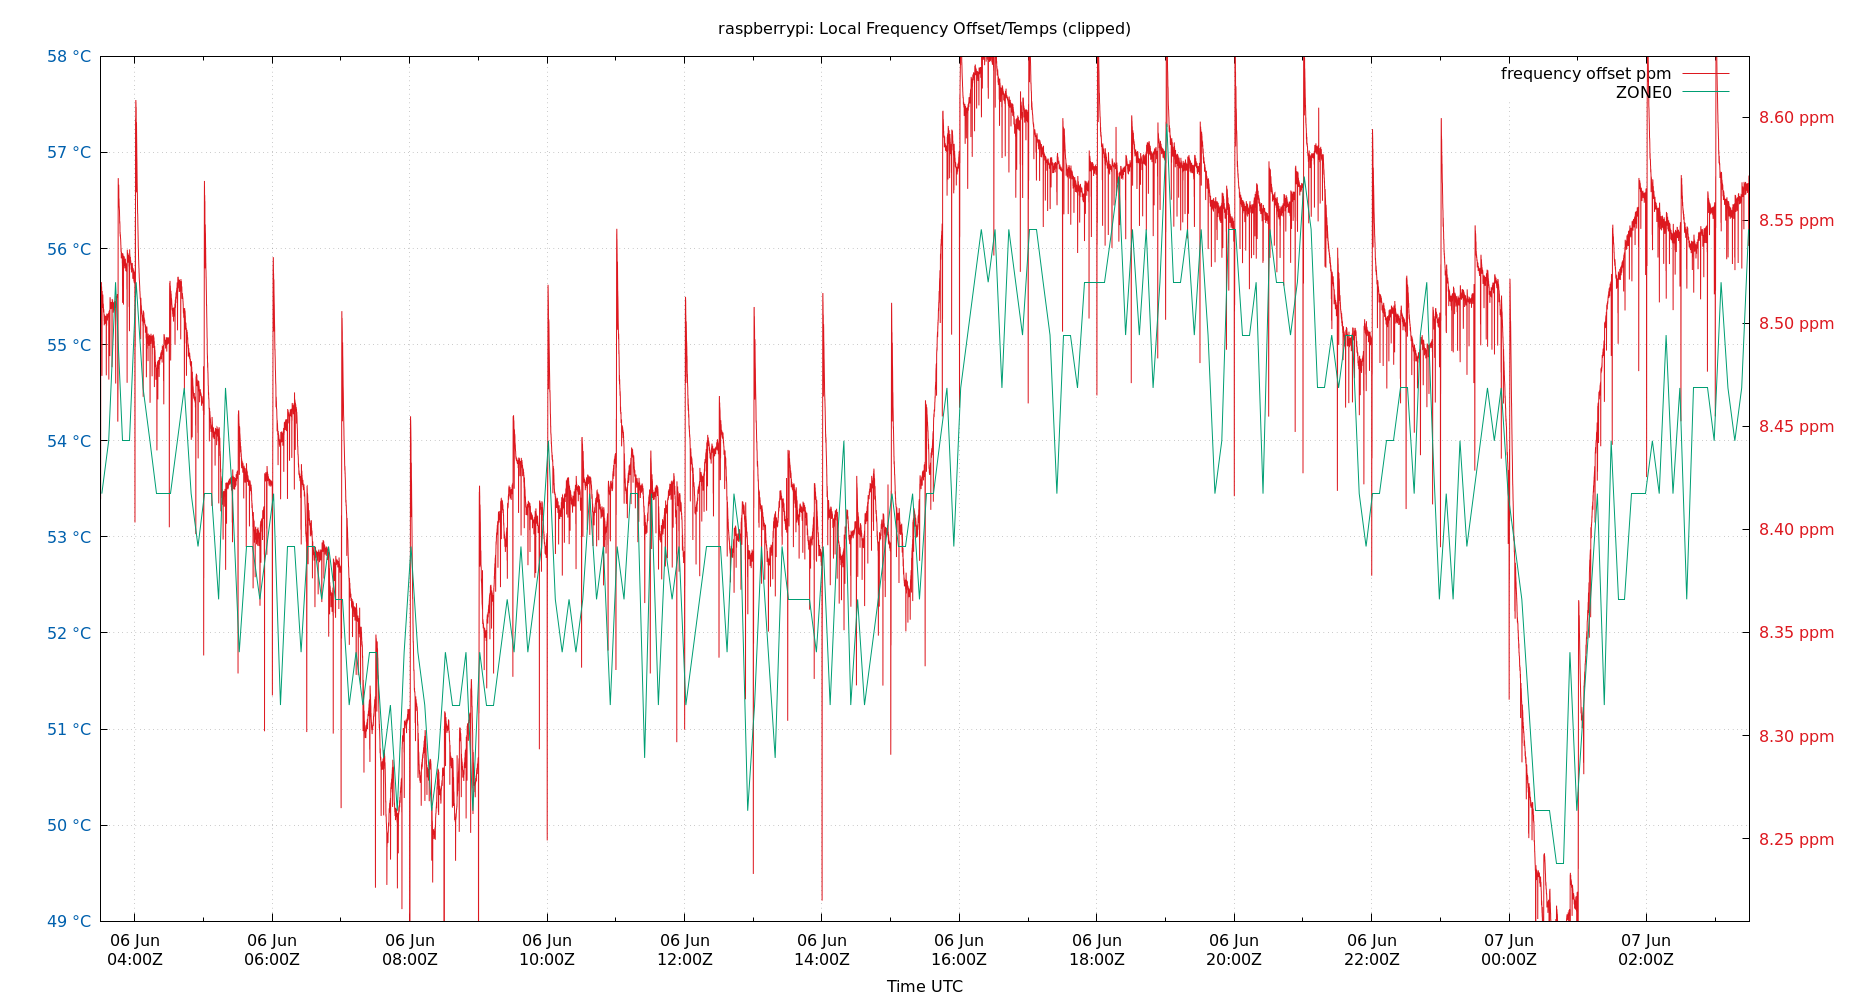 raspberrypi: Local Frequency Offset/Temps (clipped)
58 °C
57 °C
56 °C
55 °C
54 °C
53 °C
52 °C
51 °C
50 °C
49 °C
frequency offset ppm
ZONE0
8.60 ppm
8.55 ppm
8.50 ppm
8.45 ppm
8.40 ppm
8.35 ppm
8.30 ppm
8.25 ppm
06 Jun 06 Jun 06 Jun 06 Jun 06 Jun 06 Jun 06 Jun 06 Jun 06 Jun 06 Jun 07 Jun 07 Jun
04:00Z 06:00Z 08:00Z 10:00Z 12:00Z 14:00Z 16:00Z 18:00Z 20:00Z 22:00Z 00:00Z 02:00Z
Time UTC